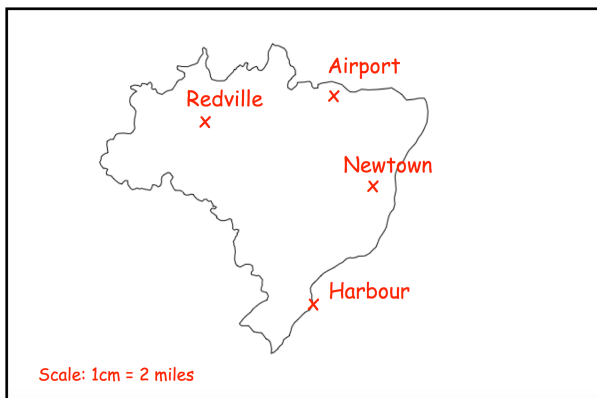 Airport
Redville
Newtown
Harbour
Scale: 1cm = 2 miles